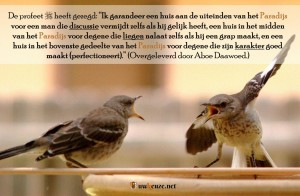 De profeet ﷺ heeft gezegd: "Ik garandeer een huis aan de uiteinden van het Paradijs
voor een man die discussie vermijdt zelfs als hij gelijk heeft, een huis in het midden
van het Paradijs voor degene die liegen nalaat zelfs als hij een grap maakt, en een
huis in het bovenste gedeelte van het Paradijs voor degene die zijn karakter goed
maakt (perfectioneert)." (Overgeleverd door Aboe Daawoed.)
uwkeuze.net